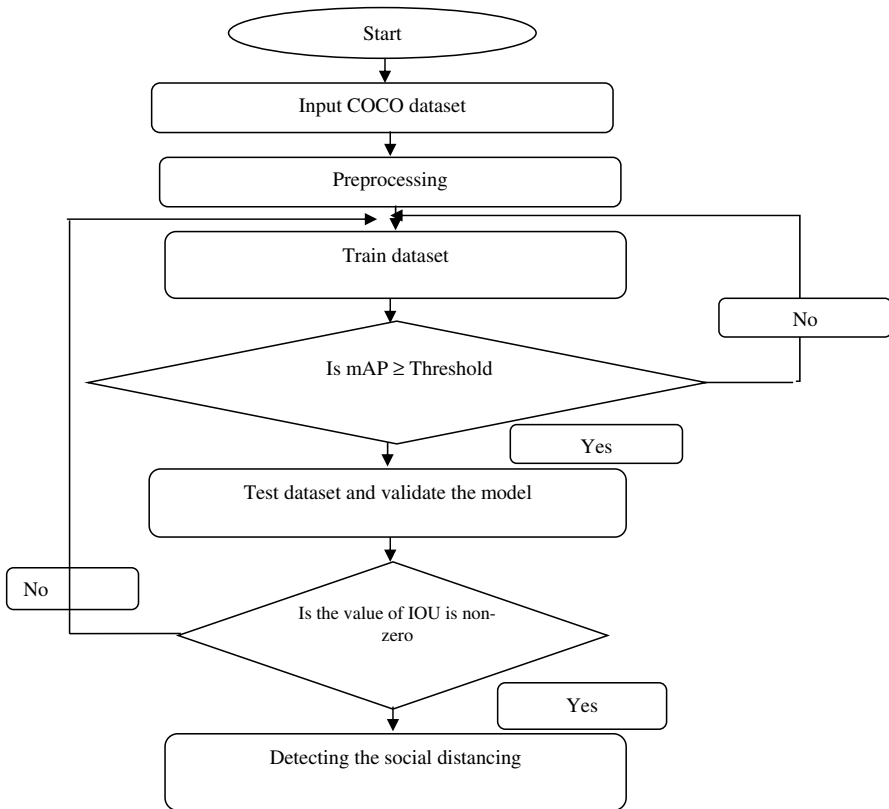 Start
Input COCO dataset
Preprocessing
Train dataset
No
Is mAP ≥ Threshold
Yes
Test dataset and validate the model
No
Is the value of IOU is non-
zero
Yes
Detecting the social distancing